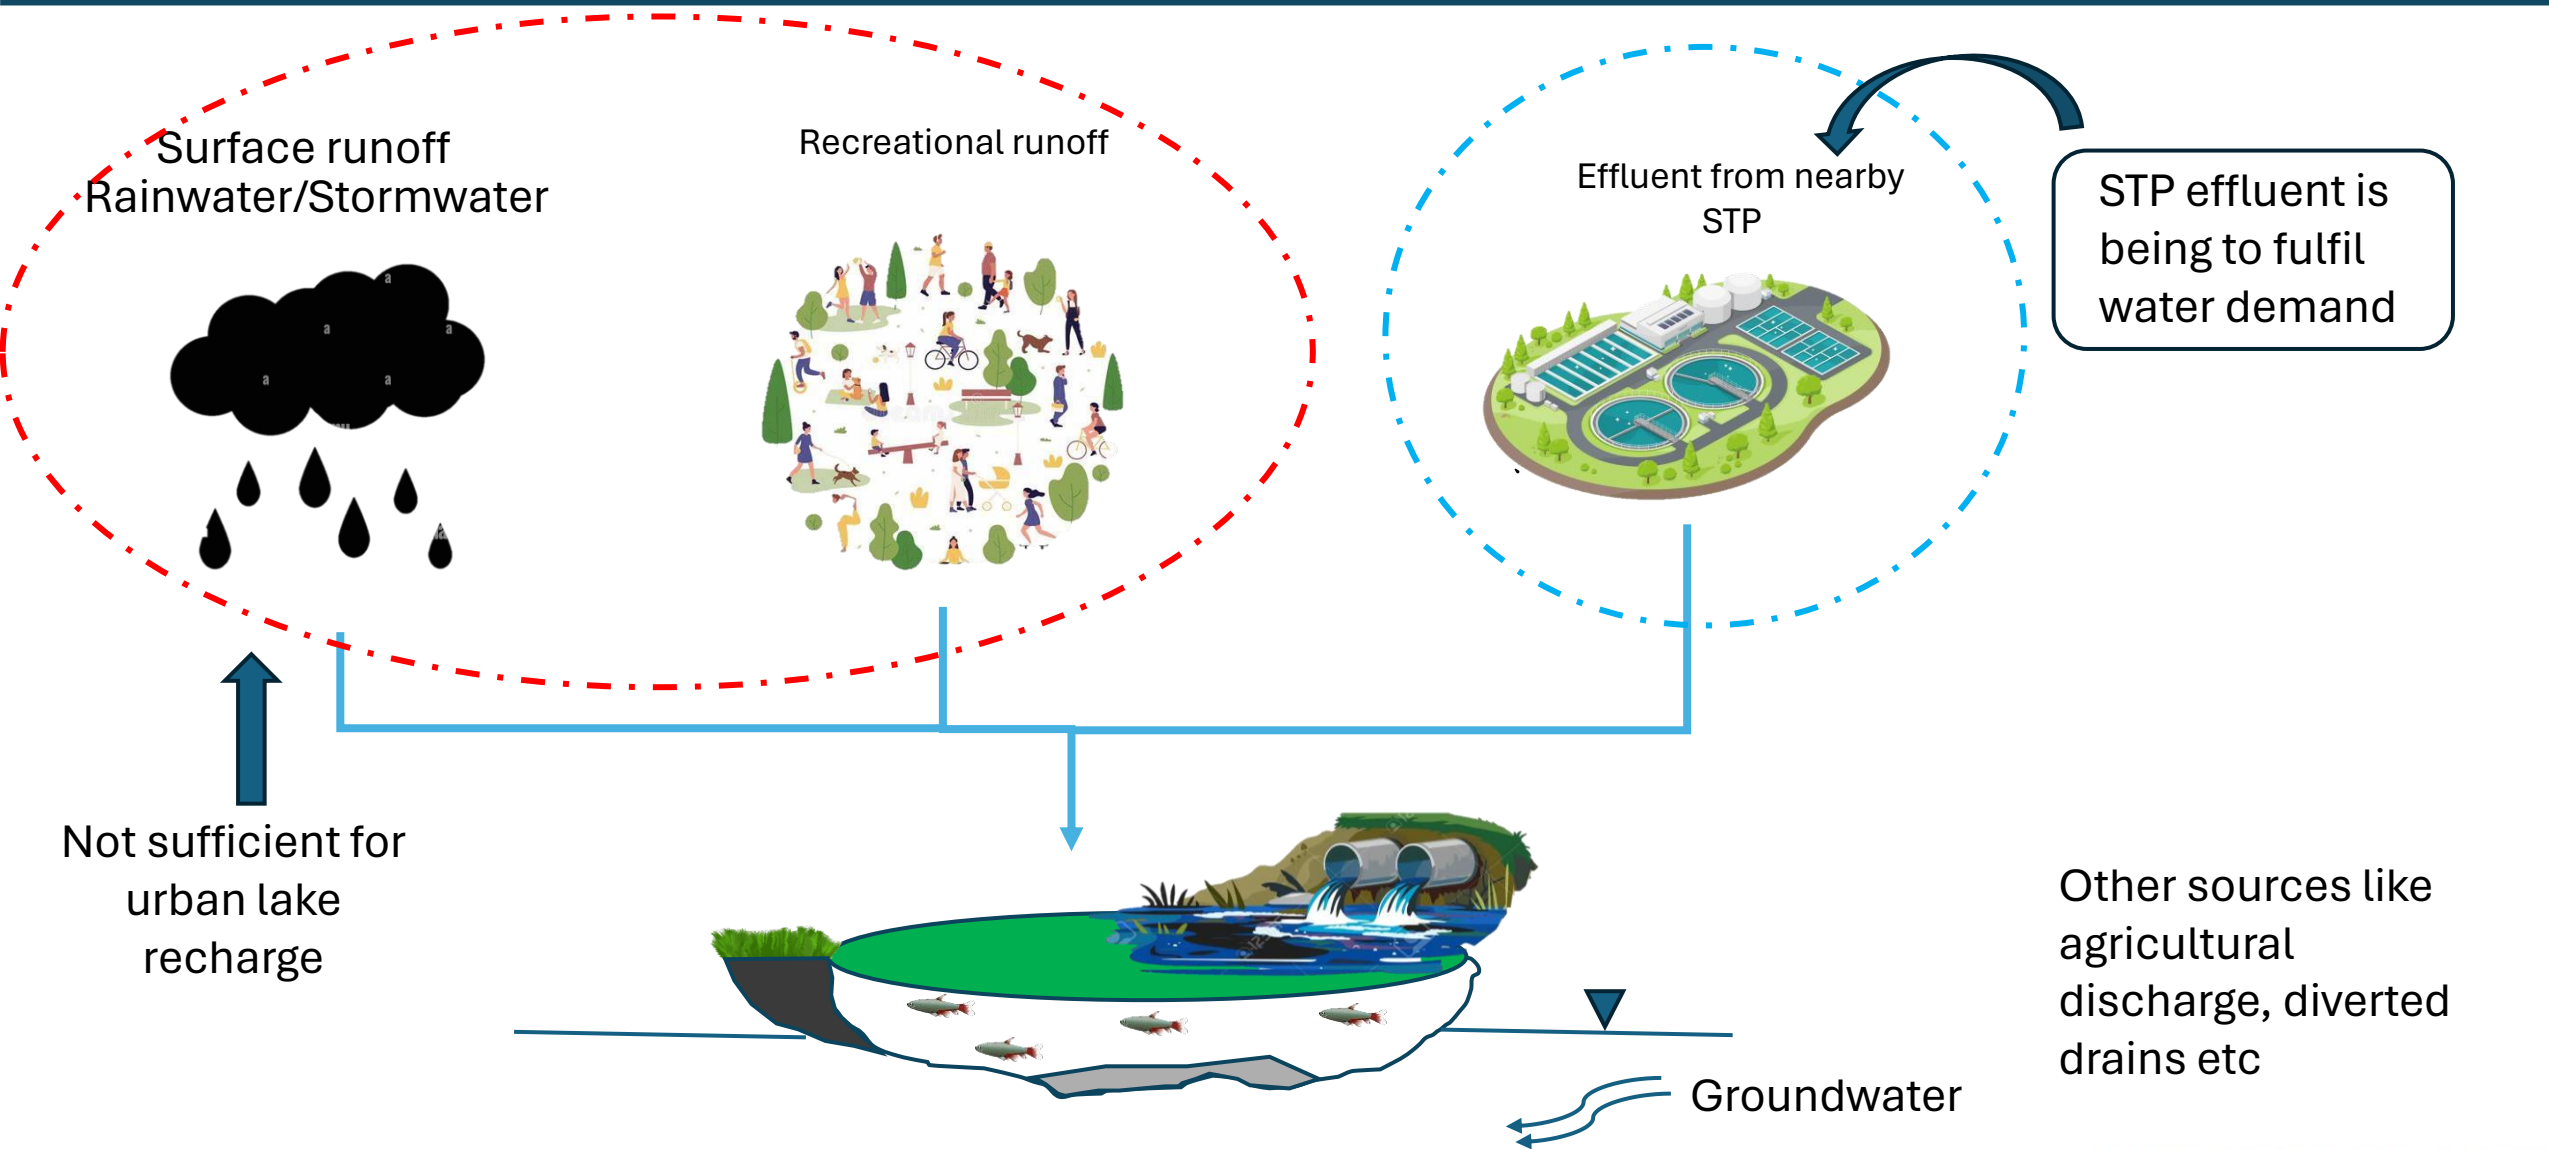 Surface runoff
Rainwater/Stormwater
Recreational runoff
Effluent from nearby
STP
STP effluent is
being to fulfil
water demand
Not sufficient for
urban lake
recharge
Other sources like
agricultural
discharge, diverted
drains etc
Groundwater